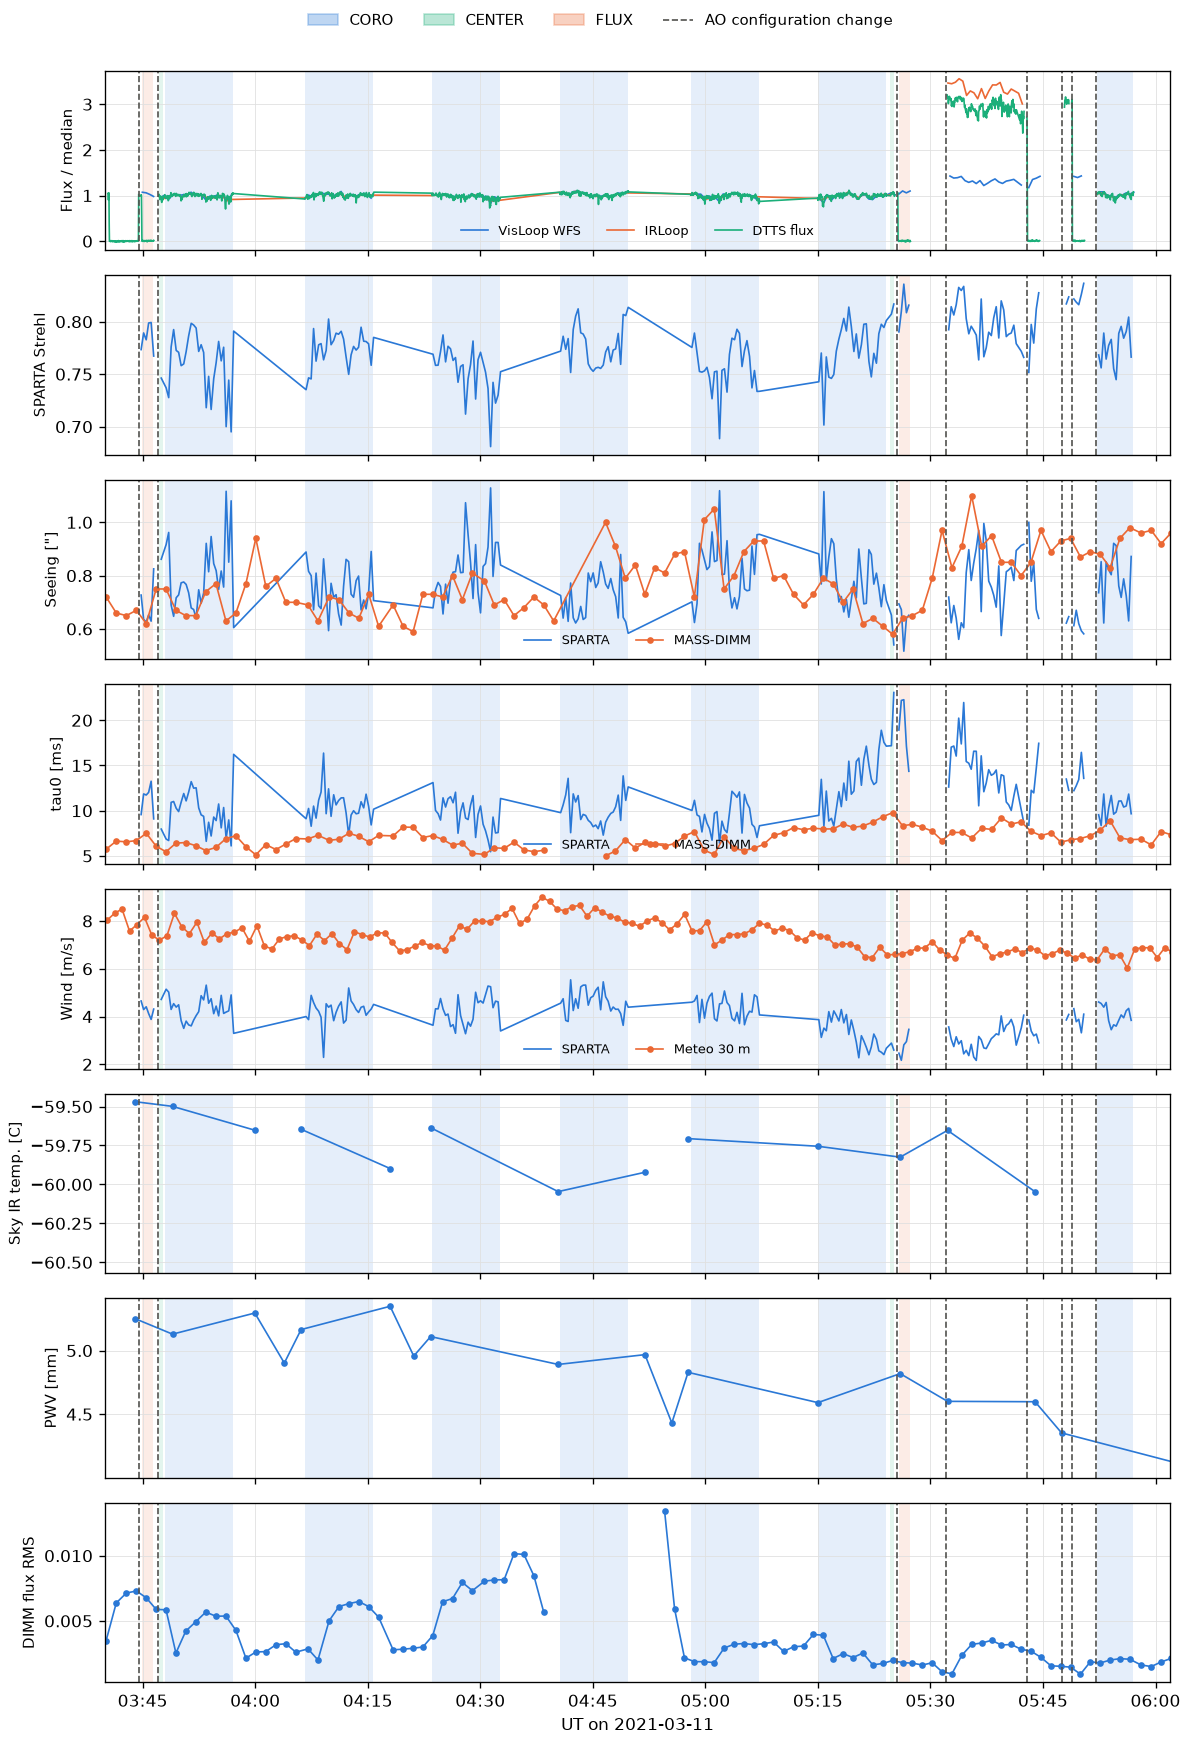 CORO CENTER FLUX AO configuration change
Flux / median
3
2
1
0
VisLoop WFS IRLoop DTTS flux
SPARTA Strehl
0.80
0.75
0.70
Seeing ["]
1.0
0.8
0.6
SPARTA MASS-DIMM
tau0 [ms]
20
15
10
5
SPARTA MASS-DIMM
Wind [m/s]
8
6
4
2
SPARTA Meteo 30 m
Sky IR temp. [C]
−59.50
−59.75
−60.00
−60.25
−60.50
PWV [mm]
5.0
4.5
DIMM flux RMS
0.010
0.005
03:45 04:00 04:15 04:30 04:45 05:00 05:15 05:30 05:45 06:00
UT on 2021-03-11